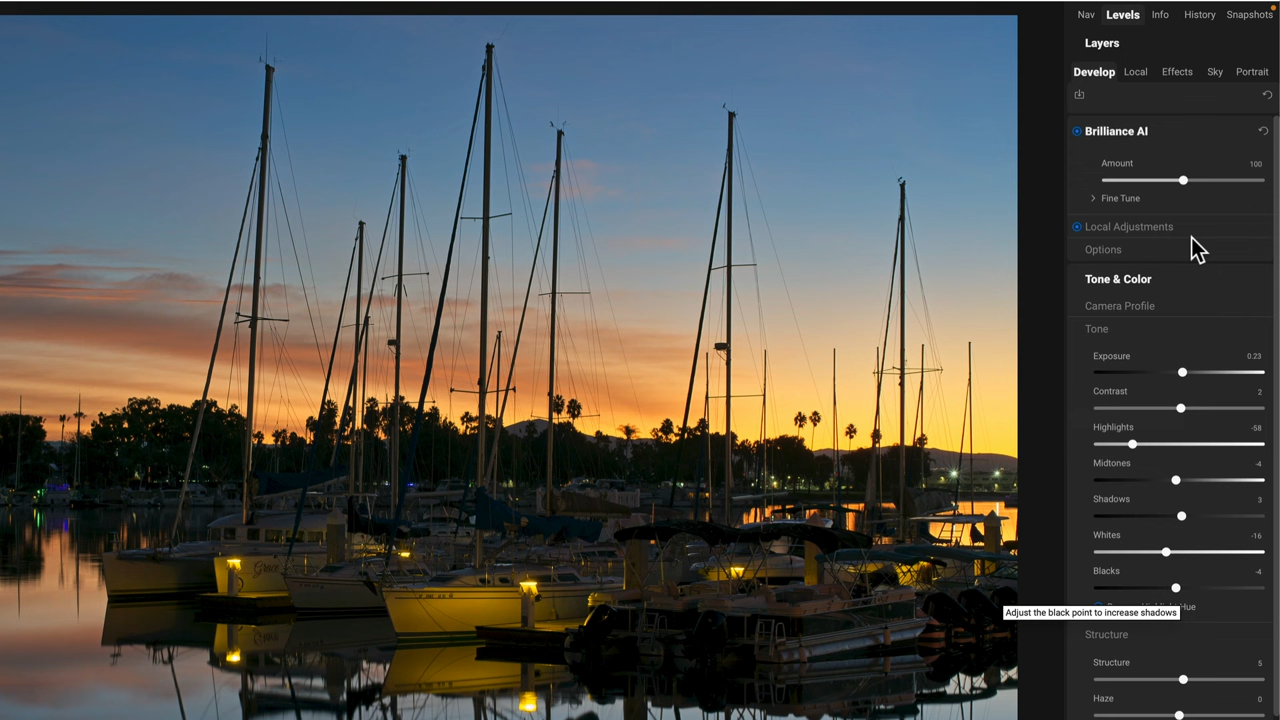 Nav Levels Info History Snapshots
Layers
Develop Local Effects Sky Portrait
Brilliance AI
Amount 100
Fine Tune
Local Adjustments
Options
Tone & Color
Camera Profile
Tone
Exposure 0.23
Contrast 2
Highlights -58
Midtones -4
Shadows 3
Whites -16
Blacks -4
Hue
Adjust the black point to increase shadows
Structure
Structure 5
Haze 0
Grace